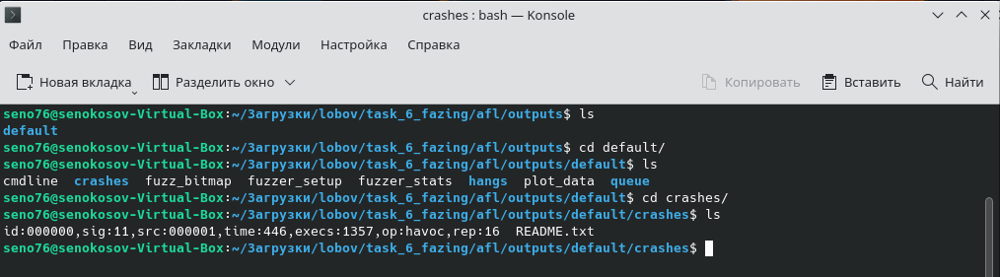 crashes : bash — Konsole
Файл Правка Вид Закладки Модули Настройка Справка
Новая вкладка Разделить окно Копировать Вставить Найти
seno76@senokosov-Virtual-Box:~/Загрузки/lobov/task_6_fazing/afl/outputs$ ls
default
seno76@senokosov-Virtual-Box:~/Загрузки/lobov/task_6_fazing/afl/outputs$ cd default/
seno76@senokosov-Virtual-Box:~/Загрузки/lobov/task_6_fazing/afl/outputs/default$ ls
cmdline crashes fuzz_bitmap fuzzer_setup fuzzer_stats hangs plot_data queue
seno76@senokosov-Virtual-Box:~/Загрузки/lobov/task_6_fazing/afl/outputs/default$ cd crashes/
seno76@senokosov-Virtual-Box:~/Загрузки/lobov/task_6_fazing/afl/outputs/default/crashes$ ls
id:000000,sig:11,src:000001,time:446,execs:1357,op:havoc,rep:16 README.txt
seno76@senokosov-Virtual-Box:~/Загрузки/lobov/task_6_fazing/afl/outputs/default/crashes$